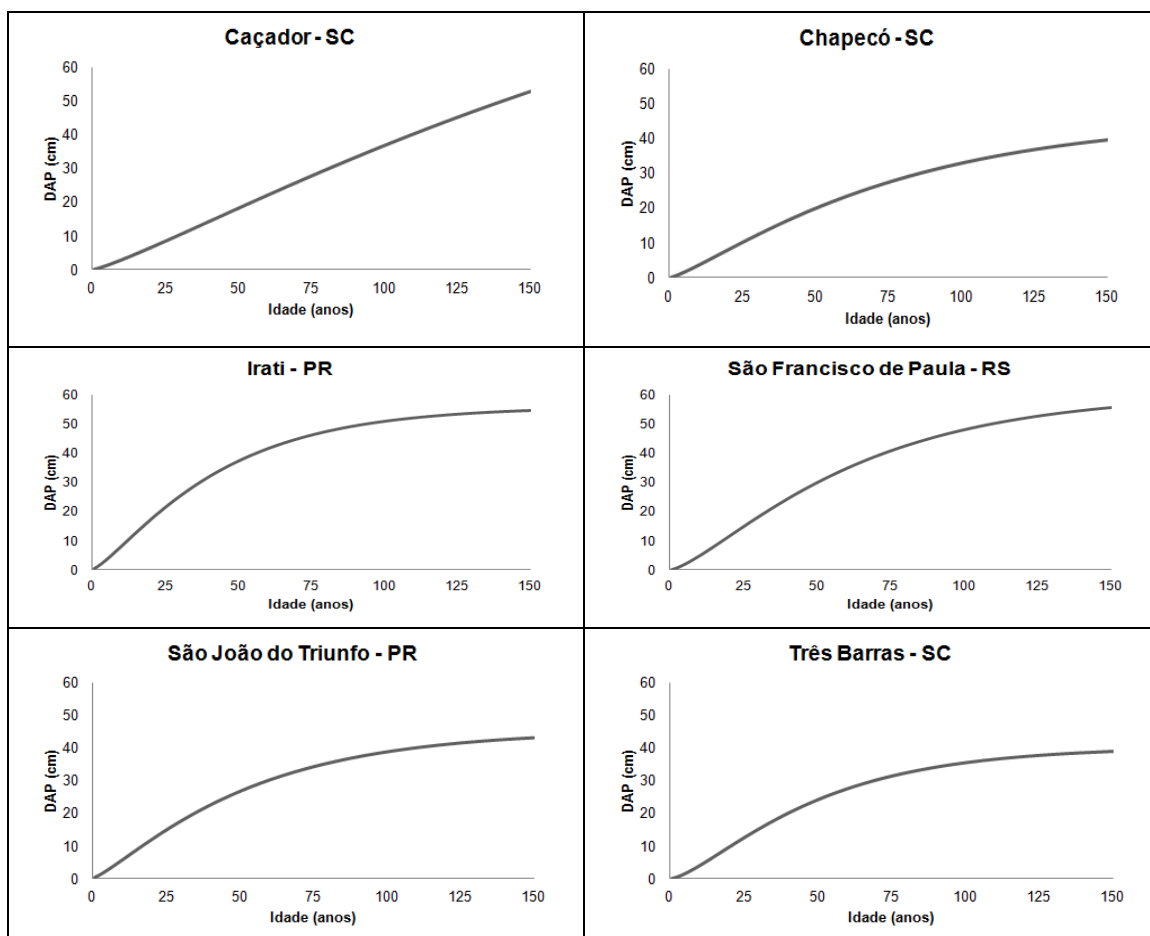 Caçador - SC
60
50
40
30
20
10
0
DAP (cm)
0 25 50 75 100 125 150
Idade (anos)
Chapecó - SC
60
50
40
30
20
10
0
DAP (cm)
0 25 50 75 100 125 150
Idade (anos)
Irati - PR
60
50
40
30
20
10
0
DAP (cm)
0 25 50 75 100 125 150
Idade (anos)
São Francisco de Paula - RS
60
50
40
30
20
10
0
DAP (cm)
0 25 50 75 100 125 150
Idade (anos)
São João do Triunfo - PR
60
50
40
30
20
10
0
DAP (cm)
0 25 50 75 100 125 150
Idade (anos)
Três Barras - SC
60
50
40
30
20
10
0
DAP (cm)
0 25 50 75 100 125 150
Idade (anos)